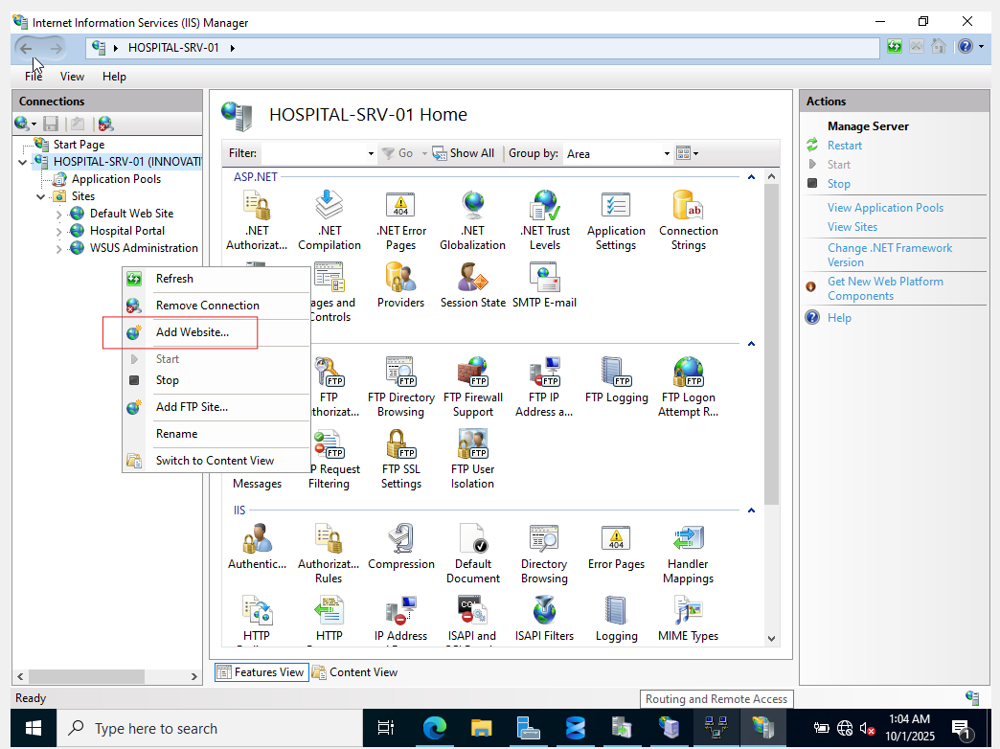 Internet Information Services (IIS) Manager
HOSPITAL-SRV-01
File View Help
Connections
Start Page
HOSPITAL-SRV-01 (INNOVATI
Application Pools
Sites
Default Web Site
Hospital Portal
WSUS Administration
Refresh
Remove Connection
Add Website...
Start
Stop
Add FTP Site...
Rename
Switch to Content View
HOSPITAL-SRV-01 Home
Filter: Go Show All Group by: Area
ASP.NET
.NET Authorizat...
.NET Compilation
.NET Error Pages
.NET Globalization
.NET Trust Levels
Application Settings
Connection Strings
ages and Controls
Providers
Session State
SMTP E-mail
FTP
thorizat...
FTP Directory Browsing
FTP Firewall Support
FTP IP Address a...
FTP Logging
FTP Logon Attempt R...
Messages
P Request Filtering
FTP SSL Settings
FTP User Isolation
IIS
Authentic...
Authorizat... Rules
Compression
Default Document
Directory Browsing
Error Pages
Handler Mappings
HTTP
HTTP
IP Address
ISAPI and
ISAPI Filters
Logging
MIME Types
Features View
Content View
Actions
Manage Server
Restart
Start
Stop
View Application Pools
View Sites
Change .NET Framework
Version
Get New Web Platform
Components
Help
Ready
Routing and Remote Access
Type here to search
1:04 AM
10/1/2025
1